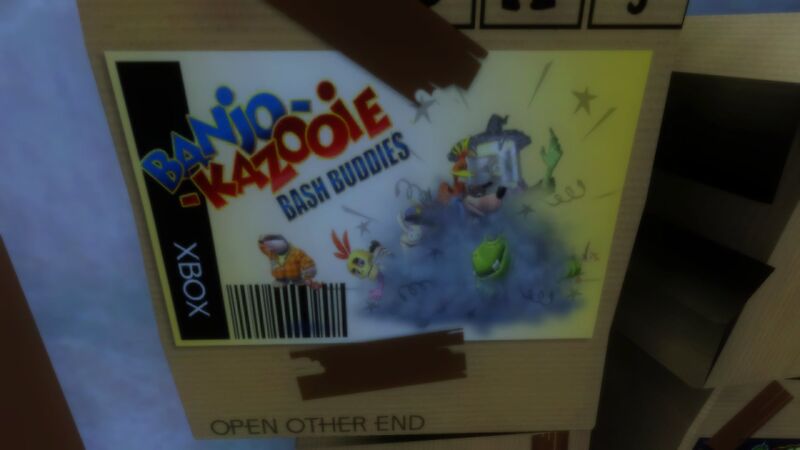 BANJO-
-KAZOOIE
BASH BUDDIES
XBOX
OPEN OTHER END